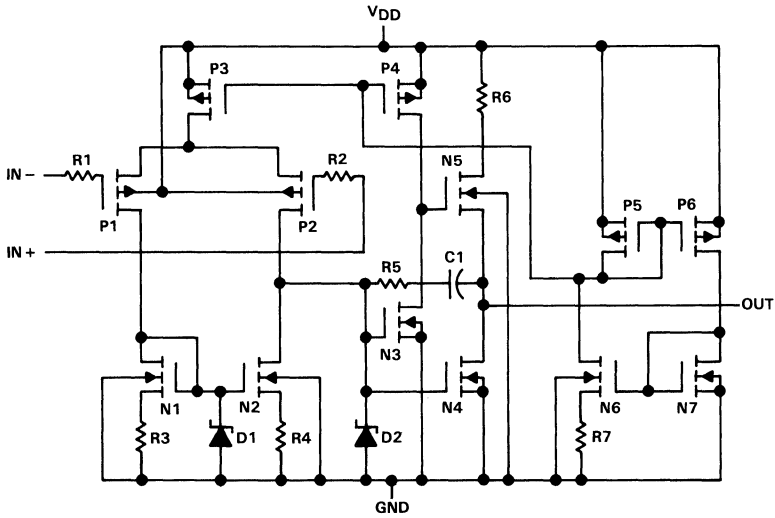 VDD
P3
P4
R6
IN −
R1
R2
N5
P1
P2
P5
P6
IN +
R5
C1
OUT
N3
N1
N2
N4
N6
N7
R3
D1
R4
D2
R7
GND